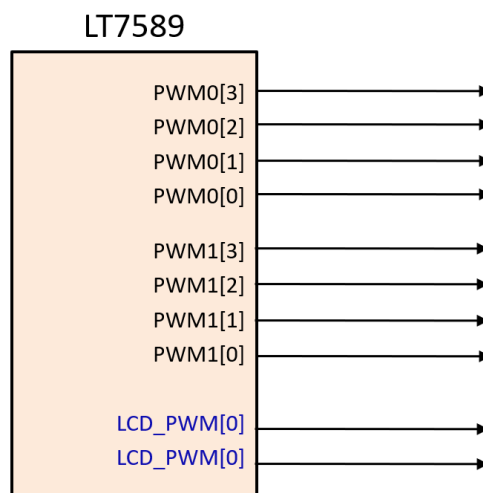 LT7589
PWM0[3]
PWM0[2]
PWM0[1]
PWM0[0]
PWM1[3]
PWM1[2]
PWM1[1]
PWM1[0]
LCD_PWM[0]
LCD_PWM[0]